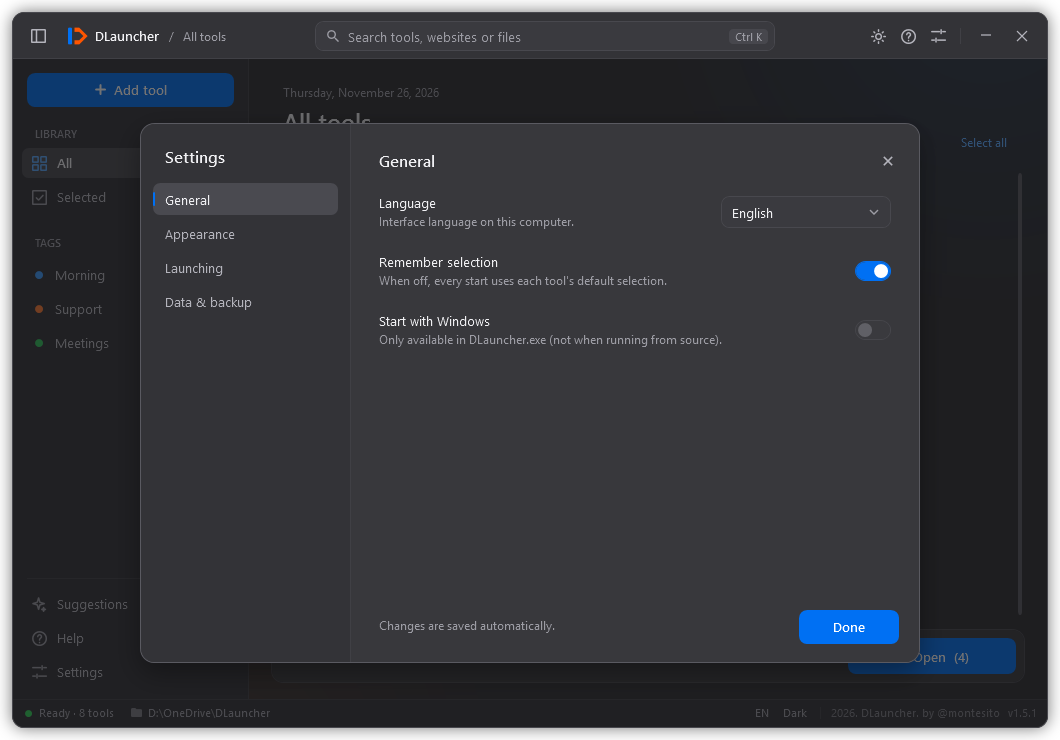 DLauncher / All tools
Search tools, websites or files
Ctrl K
Add tool
LIBRARY
All
Selected
TAGS
Morning
Support
Meetings
Suggestions
Help
Settings
Thursday, November 26, 2026
All tools
Select all
Settings
General
Appearance
Launching
Data & backup
General
Language
Interface language on this computer.
English
Remember selection
When off, every start uses each tool's default selection.
Start with Windows
Only available in DLauncher.exe (not when running from source).
Changes are saved automatically.
Done
Open (4)
Ready · 8 tools
D:\OneDrive\DLauncher
EN
Dark
2026. DLauncher. by @montesito v1.5.1